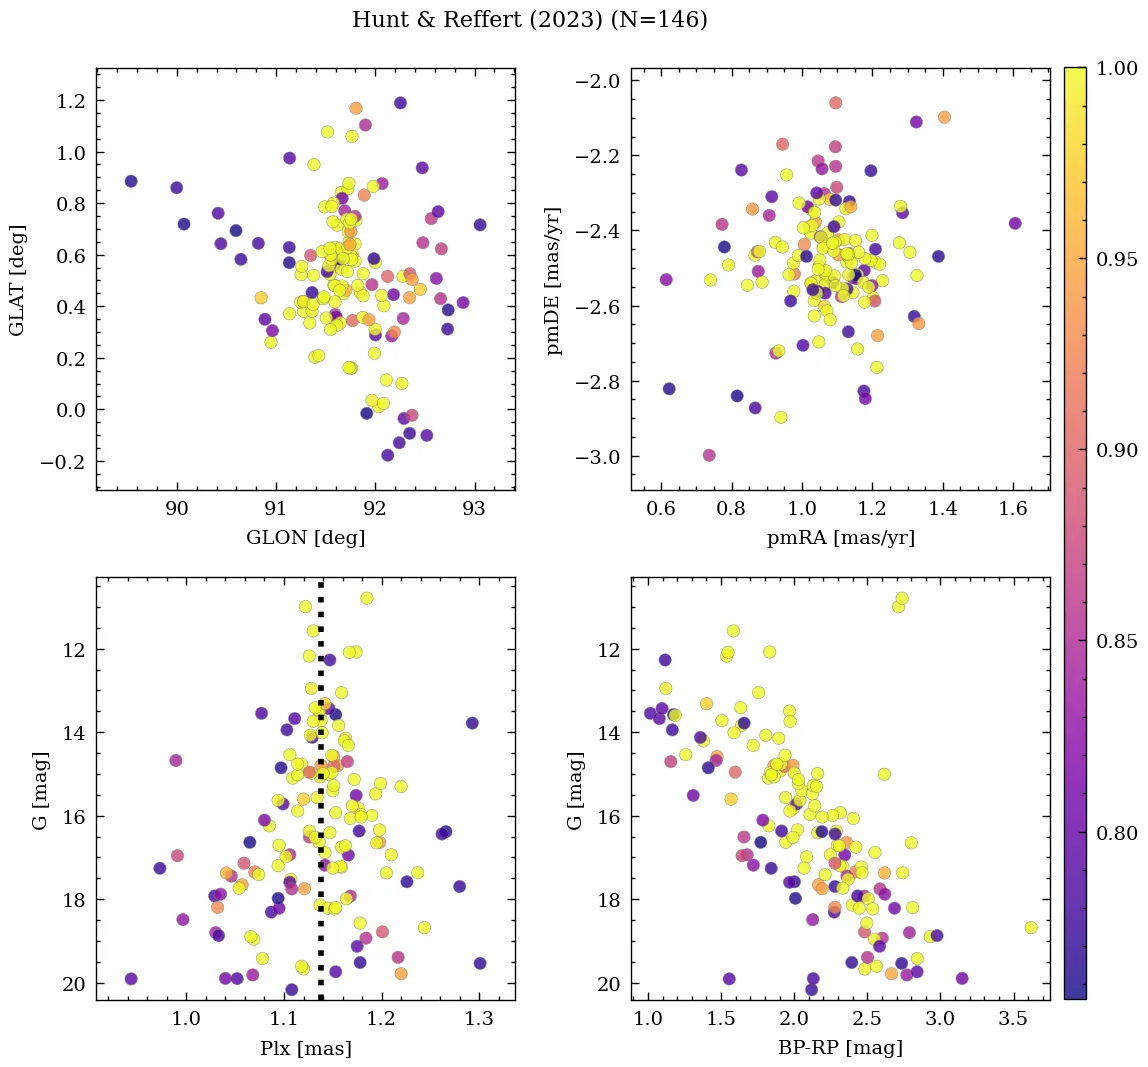 Hunt & Reffert (2023) (N=146)
1.2
1.0
0.8
0.6
0.4
0.2
0.0
−0.2
GLAT [deg]
90 91 92 93
GLON [deg]
−2.0
−2.2
−2.4
−2.6
−2.8
−3.0
pmDE [mas/yr]
0.6 0.8 1.0 1.2 1.4 1.6
pmRA [mas/yr]
12
14
16
18
20
G [mag]
1.0 1.1 1.2 1.3
Plx [mas]
12
14
16
18
20
G [mag]
1.0 1.5 2.0 2.5 3.0 3.5
BP-RP [mag]
1.00
0.95
0.90
0.85
0.80